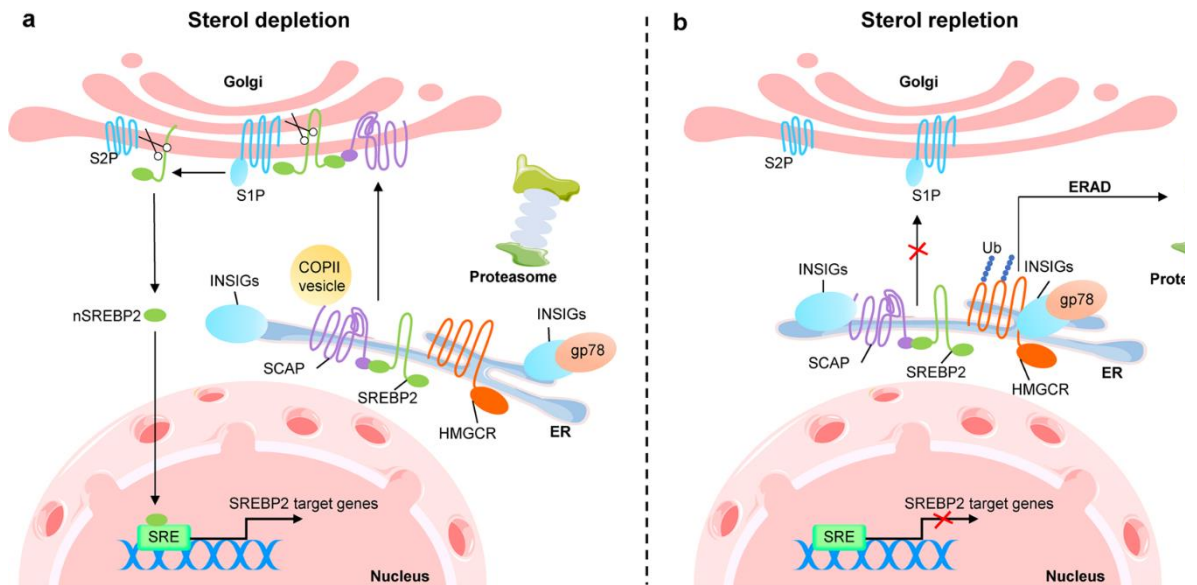 a
Sterol depletion
Golgi
S2P
S1P
COPII
vesicle
Proteasome
INSIGs
nSREBP2
SCAP
SREBP2
HMGCR
INSIGs
gp78
ER
SREBP2 target genes
SRE
Nucleus
b
Sterol repletion
Golgi
S2P
S1P
ERAD
Ub
INSIGs
INSIGs
gp78
Prote
SCAP
SREBP2
HMGCR
ER
SREBP2 target genes
SRE
Nucleus